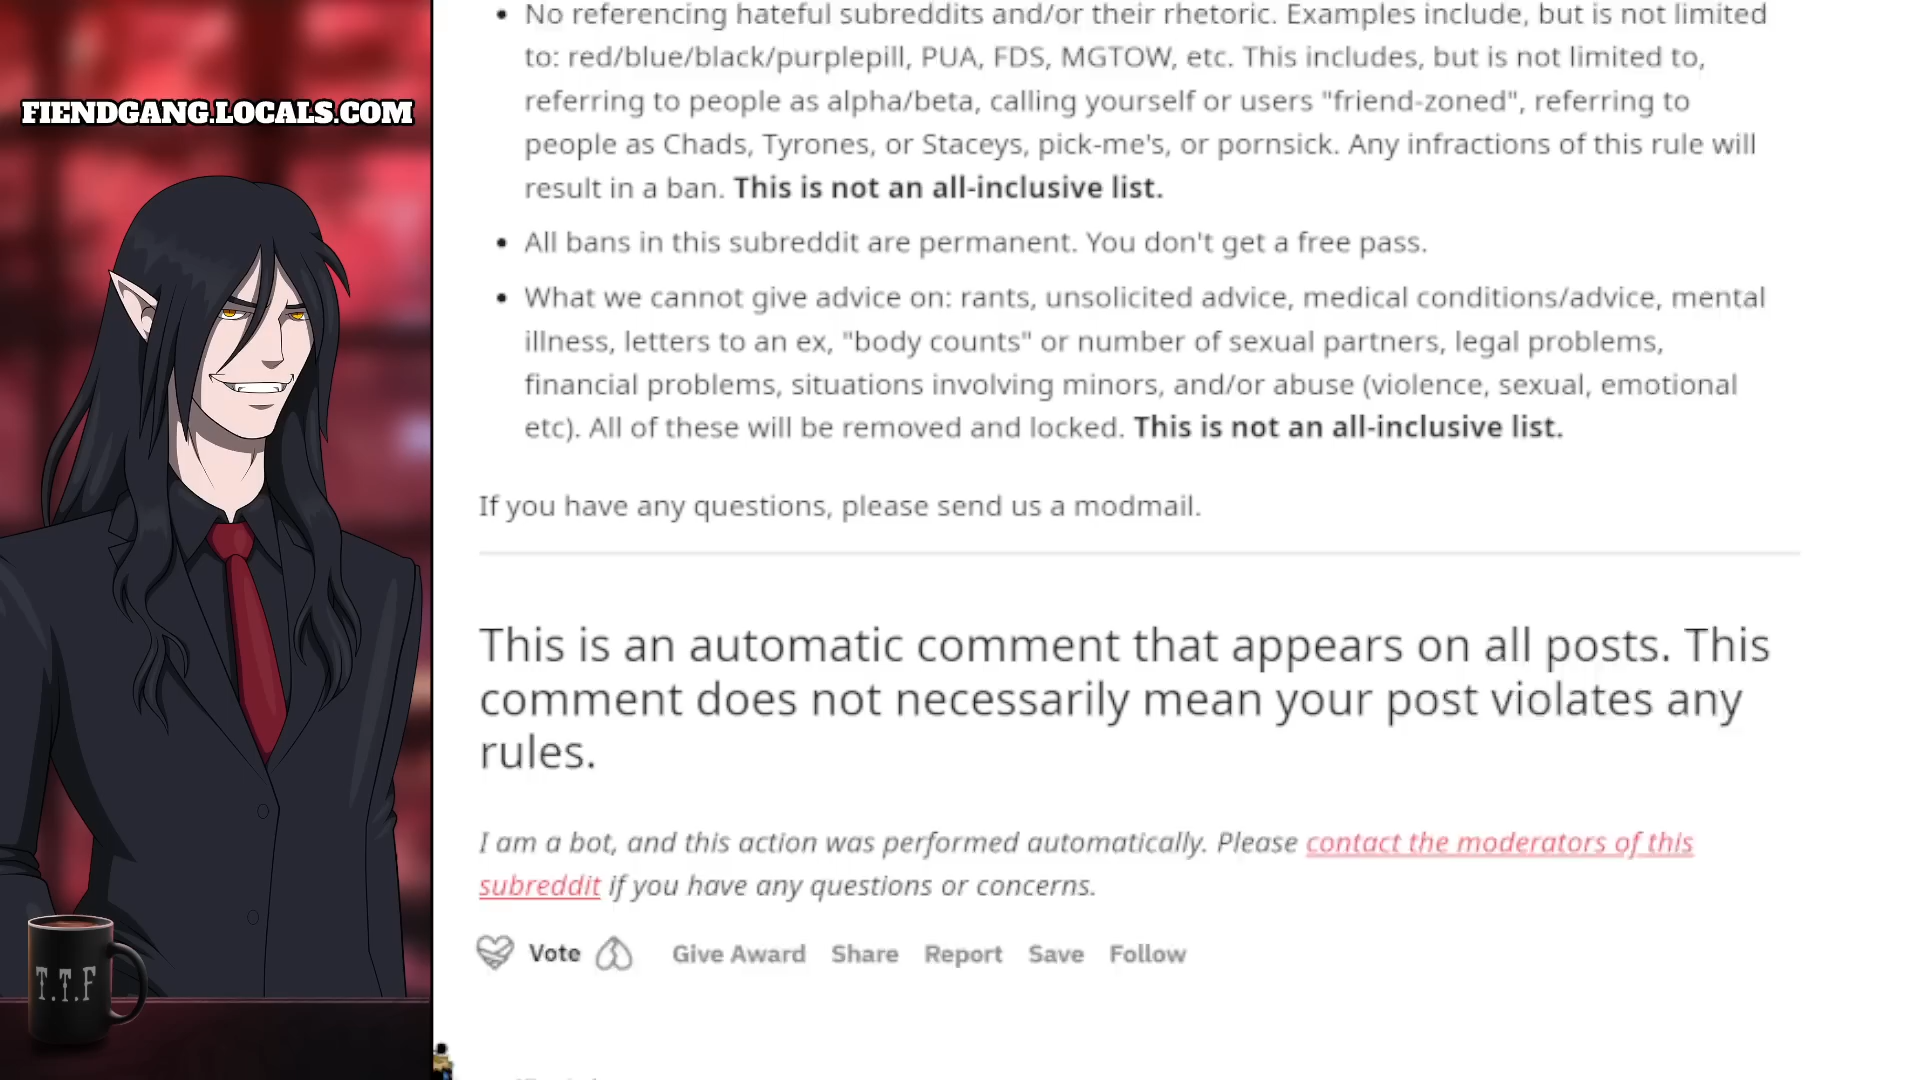 FIENDGANG.LOCALS.COM
No referencing hateful subreddits and/or their rhetoric. Examples include, but is not limited
to: red/blue/black/purplepill, PUA, FDS, MGTOW, etc. This includes, but is not limited to,
referring to people as alpha/beta, calling yourself or users "friend-zoned", referring to
people as Chads, Tyrones, or Staceys, pick-me's, or pornsick. Any infractions of this rule will
result in a ban. This is not an all-inclusive list.
All bans in this subreddit are permanent. You don't get a free pass.
What we cannot give advice on: rants, unsolicited advice, medical conditions/advice, mental
illness, letters to an ex, "body counts" or number of sexual partners, legal problems,
financial problems, situations involving minors, and/or abuse (violence, sexual, emotional
etc). All of these will be removed and locked. This is not an all-inclusive list.
If you have any questions, please send us a modmail.
This is an automatic comment that appears on all posts. This
comment does not necessarily mean your post violates any
rules.
I am a bot, and this action was performed automatically. Please contact the moderators of this
subreddit if you have any questions or concerns.
Vote Give Award Share Report Save Follow
T.T.F